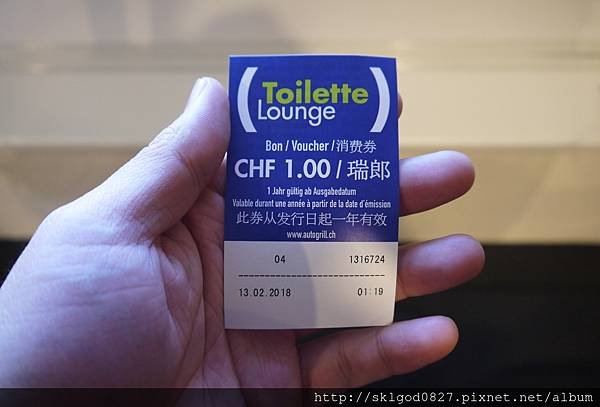 Toilette
Lounge
Bon / Voucher / 消费券
CHF 1.00 / 瑞郎
1 Jahr gültig ab Ausgabedatum
Valable durant une année à partir de la date d'émission
此券从发行日起一年有效
www.autogrill.ch
04 1316724
13.02.2018 01:19
http://sklgod0827.pixnet.net/album